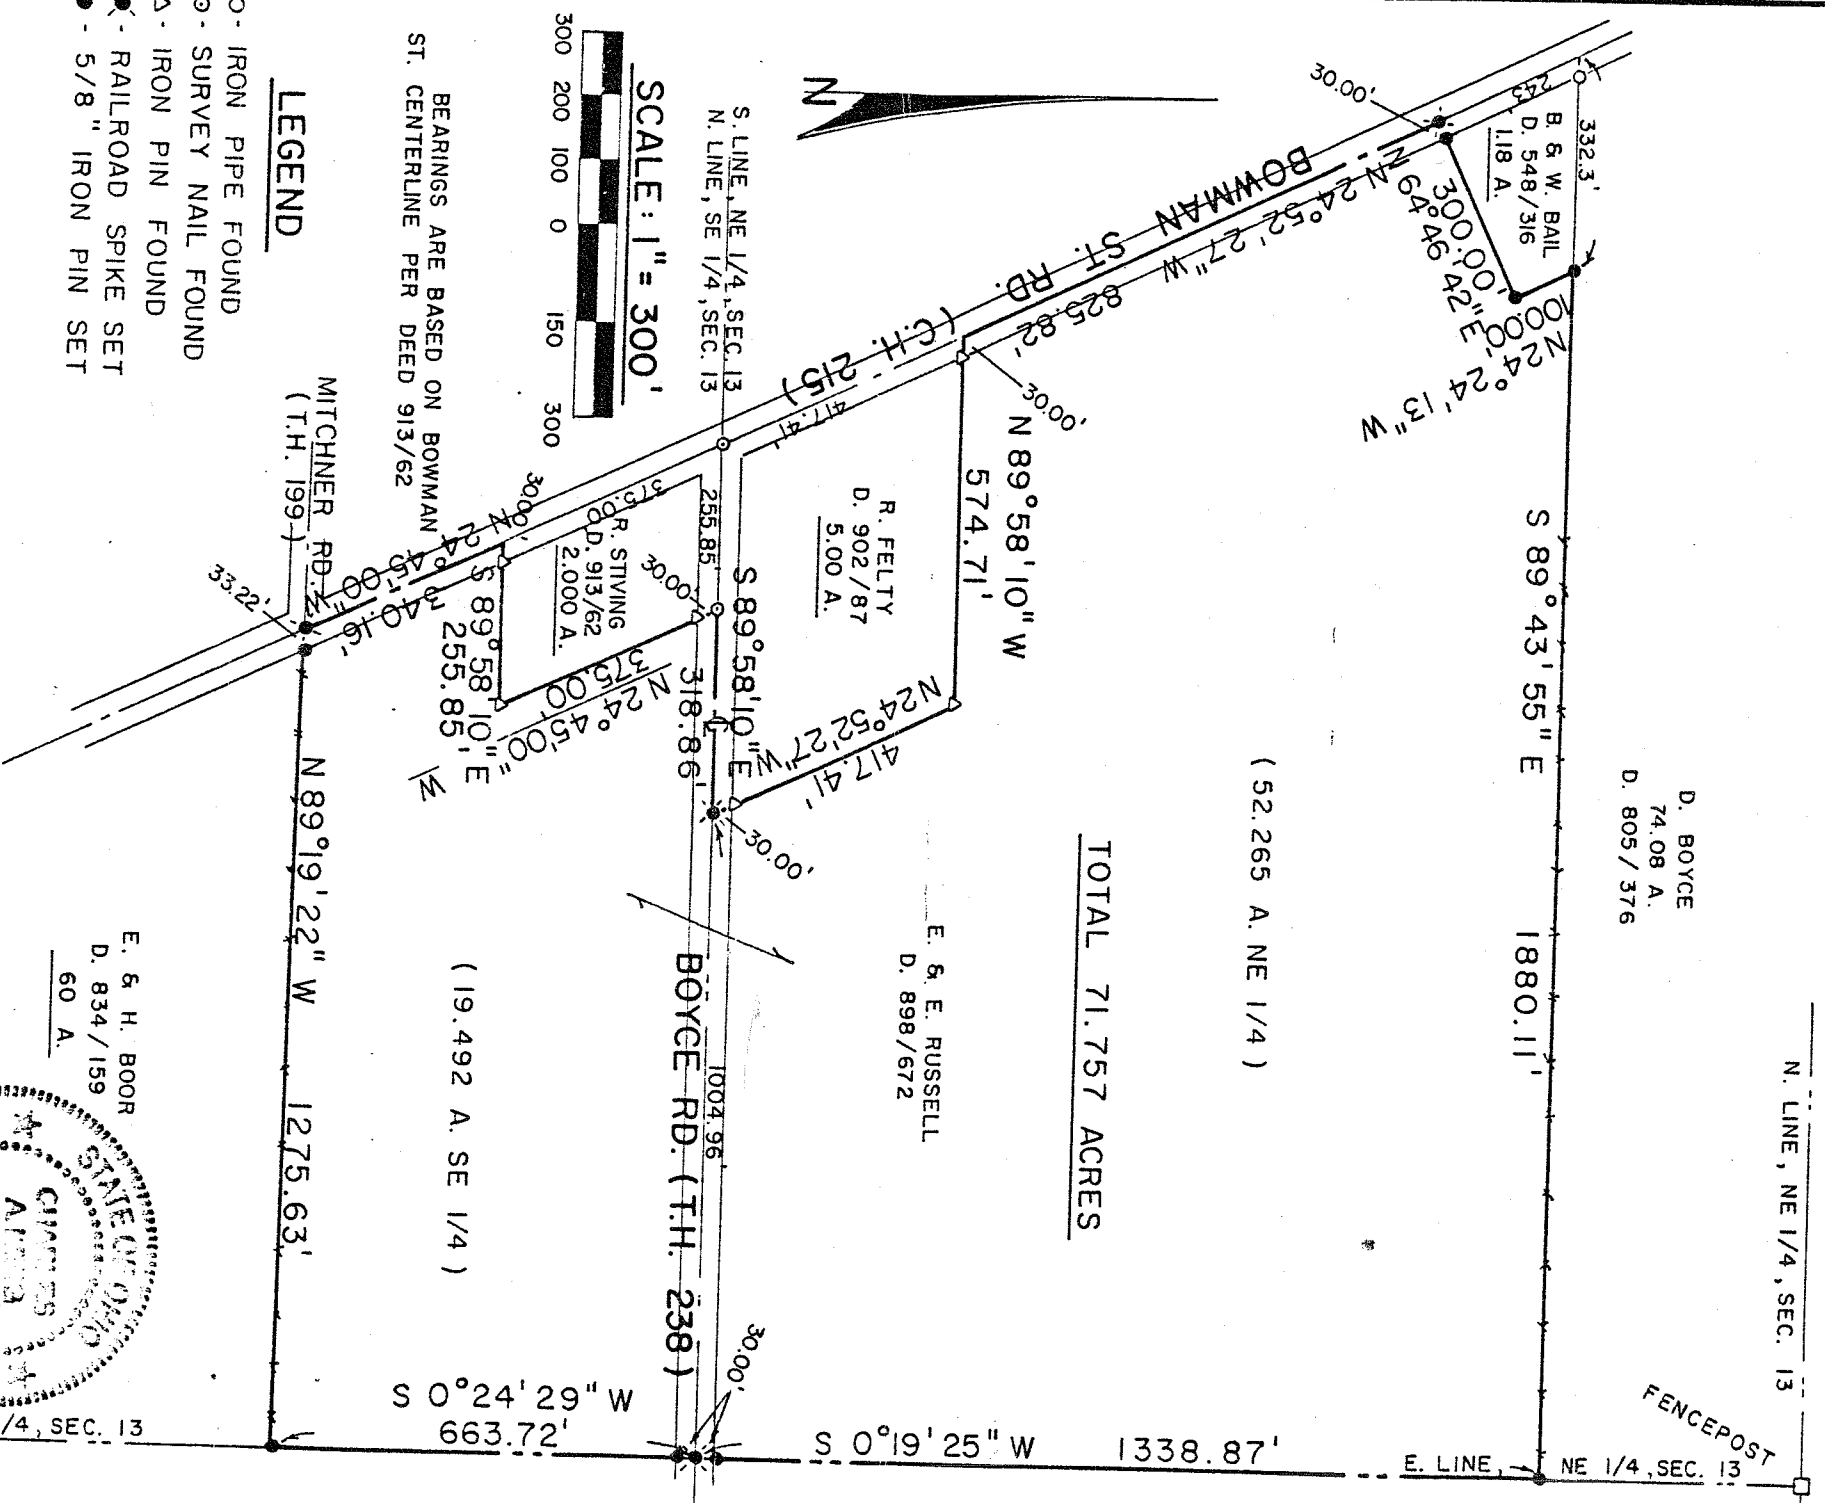 N. LINE, NE 1/4, SEC. 13
FENCEPOST
D. BOYCE
74.08 A.
D. 805/376
332.3'
B. & W. BAIL
D. 548/316
1.18 A.
243'
30.00'
300.00'
N 64°46'42"E
100.00'
N 24°24'13"W
S 89°43'55"E 1880.11'
N 24°52'27"W 825.82'
BOWMAN ST. RD. (C.H. 215)
30.00'
N 89°58'10"W
574.71'
(52.265 A. NE 1/4)
TOTAL 71.757 ACRES
E. & E. RUSSELL
D. 898/672
R. FELTY
D. 902/87
5.00 A.
417.41'
N 24°52'27"W
417.41'
30.00'
E. LINE, NE 1/4, SEC. 13
S 0°19'25"W 1338.87'
30.00'
N
S. LINE, NE 1/4, SEC. 13
N. LINE, SE 1/4, SEC. 13
255.85'
S 89°58'10"E
318.86'
30.00'
1004.96'
BOYCE RD. (T.H. 238)
SCALE: 1"= 300'
300 200 100 0 150 300
R. STIVING
D. 913/62
2.000 A.
375.00'
375.00'
N 24°45'00"W
30.00'
S 89°58'10"E
255.85'
BEARINGS ARE BASED ON BOWMAN
ST. CENTERLINE PER DEED 913/62
N 24°45'00"W
340.16'
(19.492 A. SE 1/4)
S 0°24'29"W
663.72'
MITCHNER RD.
(T.H. 199)
33.22'
N 89°19'22"W 1275.63'
LEGEND
- IRON PIPE FOUND
- SURVEY NAIL FOUND
- IRON PIN FOUND
- RAILROAD SPIKE SET
- 5/8" IRON PIN SET
E. & H. BOOR
D. 834/159
60 A.
/4, SEC. 13
STATE OF OHIO
CHARLES